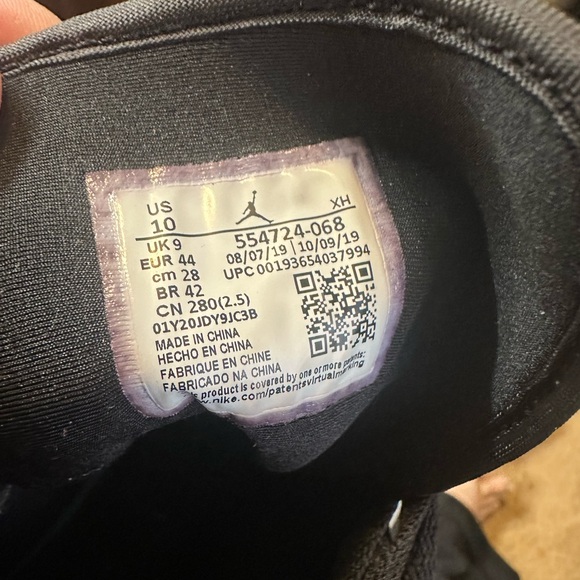 US
10
XH
UK 9
EUR 44
cm 28
BR 42
CN 280(2.5)
554724-068
08/07/19 | 10/09/19
UPC 00193654037994
01Y20JDY9JC3B
MADE IN CHINA
HECHO EN CHINA
FABRIQUE EN CHINE
FABRICADO NA CHINA
product is covered by one or more patents:
.nike.com/patentsvirtualmarking